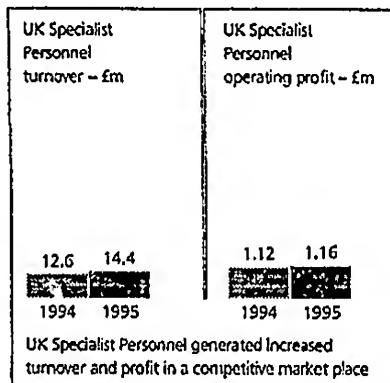 UK Specialist
Personnel
turnover – £m
12.6 14.4
1994 1995
UK Specialist
Personnel
operating profit – £m
1.12 1.16
1994 1995
UK Specialist Personnel generated increased
turnover and profit in a competitive market place